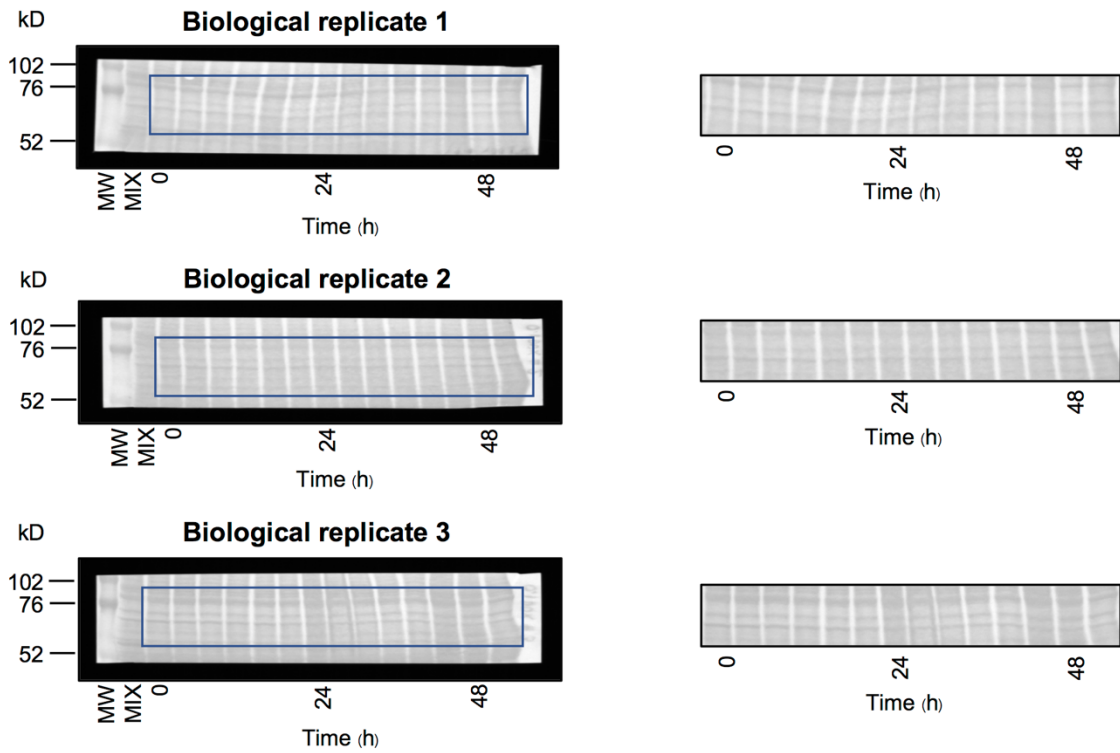 kD
Biological replicate 1
102
76
52
MW
MIX
0
24
48
Time (h)
0
24
48
Time (h)
kD
Biological replicate 2
102
76
52
MW
MIX
0
24
48
Time (h)
0
24
48
Time (h)
kD
Biological replicate 3
102
76
52
MW
MIX
0
24
48
Time (h)
0
24
48
Time (h)